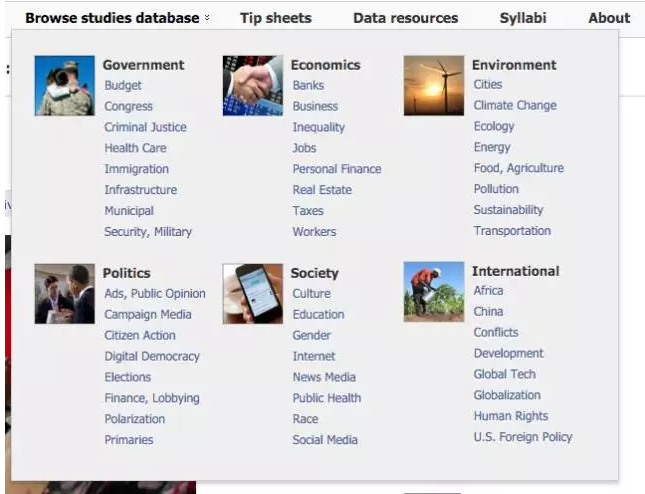 Browse studies database Tip sheets Data resources Syllabi About
Government
Budget
Congress
Criminal Justice
Health Care
Immigration
Infrastructure
Municipal
Security, Military
Economics
Banks
Business
Inequality
Jobs
Personal Finance
Real Estate
Taxes
Workers
Environment
Cities
Climate Change
Ecology
Energy
Food, Agriculture
Pollution
Sustainability
Transportation
Politics
Ads, Public Opinion
Campaign Media
Citizen Action
Digital Democracy
Elections
Finance, Lobbying
Polarization
Primaries
Society
Culture
Education
Gender
Internet
News Media
Public Health
Race
Social Media
International
Africa
China
Conflicts
Development
Global Tech
Globalization
Human Rights
U.S. Foreign Policy